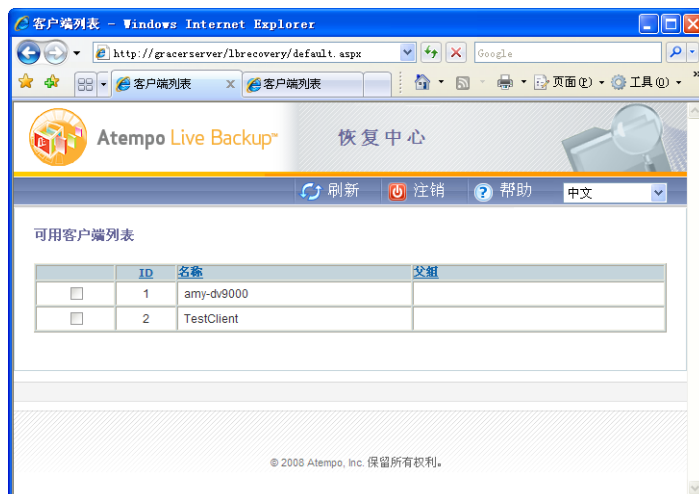 客户端列表 - Windows Internet Explorer
http://gracerserver/lbrecovery/default.aspx
Google
客户端列表 x 客户端列表
页面(P) 工具(O) »
Atempo Live Backup™ 恢复中心
刷新 注销 帮助 中文
可用客户端列表
ID 名称 父组
1 amy-dv9000
2 TestClient
© 2008 Atempo, Inc. 保留所有权利。